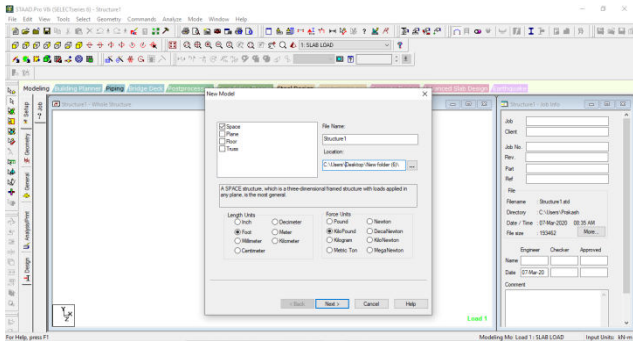 STAAD.Pro V8i (SELECTseries 6) - Structure1
File Edit View Tools Select Geometry Commands Analyze Mode Window Help
1: SLAB LOAD
Modeling Building Planner Piping Bridge Deck Postprocessing
Structure1 - Whole Structure
Setup
Job
Geometry
General
Analysis/Print
Design
New Model
Space
Plane
Floor
Truss
File Name:
Structure1
Location:
C:\Users\Desktop\New folder (6)\
...
A SPACE structure, which is a three-dimensional framed structure with loads applied in
any plane, is the most general.
Length Units
Inch Decimeter
Foot Meter
Millimeter Kilometer
Centimeter
Force Units
Pound Newton
KiloPound DecaNewton
Kilogram KiloNewton
Metric Ton MegaNewton
< Back Next > Cancel Help
Load 1
Structure1 - Job Info
Job
Client
Job No.
Rev.
Part
Ref
File
Filename : Structure1.std
Directory : C:\Users\Prakash
Date / Time : 07-Mar-2020 08:35 AM
File size : 193462 More...
Engineer Checker Approved
Name
Date 07-Mar-20
Comment
For Help, press F1
Modeling Mo Load 1 : SLAB LOAD Input Units: kN-m